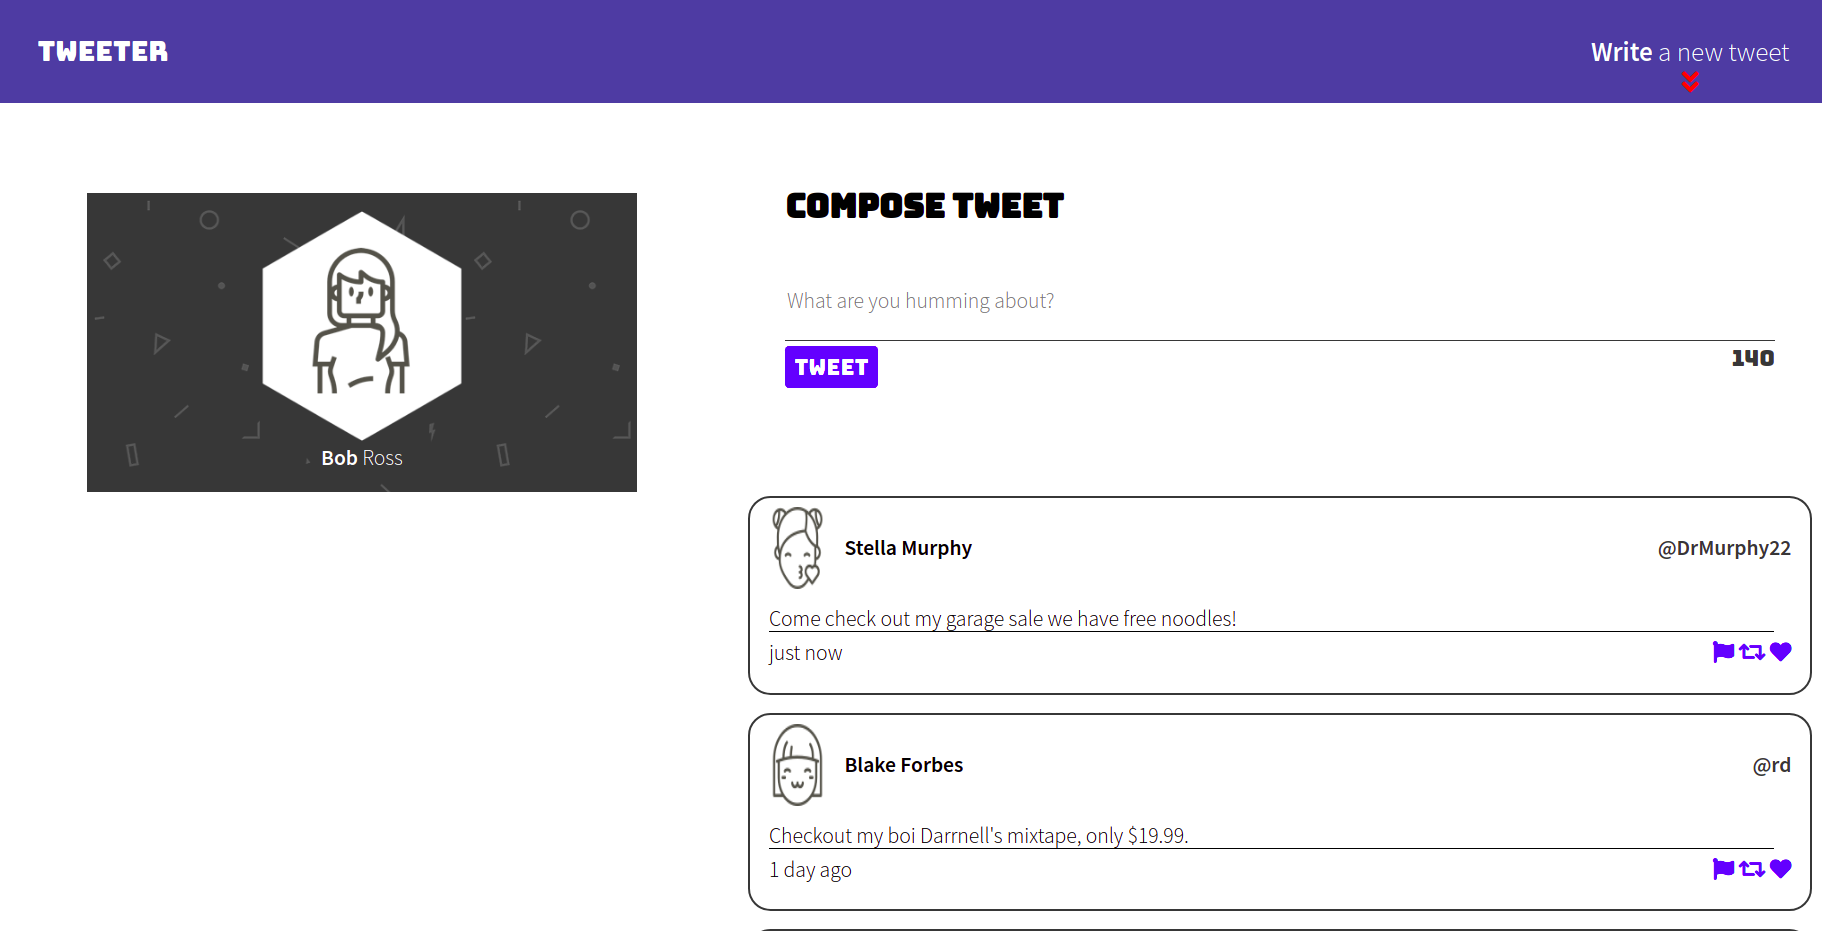 TWEETER
Write a new tweet
Bob Ross
COMPOSE TWEET
What are you humming about?
TWEET
140
Stella Murphy
@DrMurphy22
Come check out my garage sale we have free noodles!
just now
Blake Forbes
@rd
Checkout my boi Darrnell's mixtape, only $19.99.
1 day ago